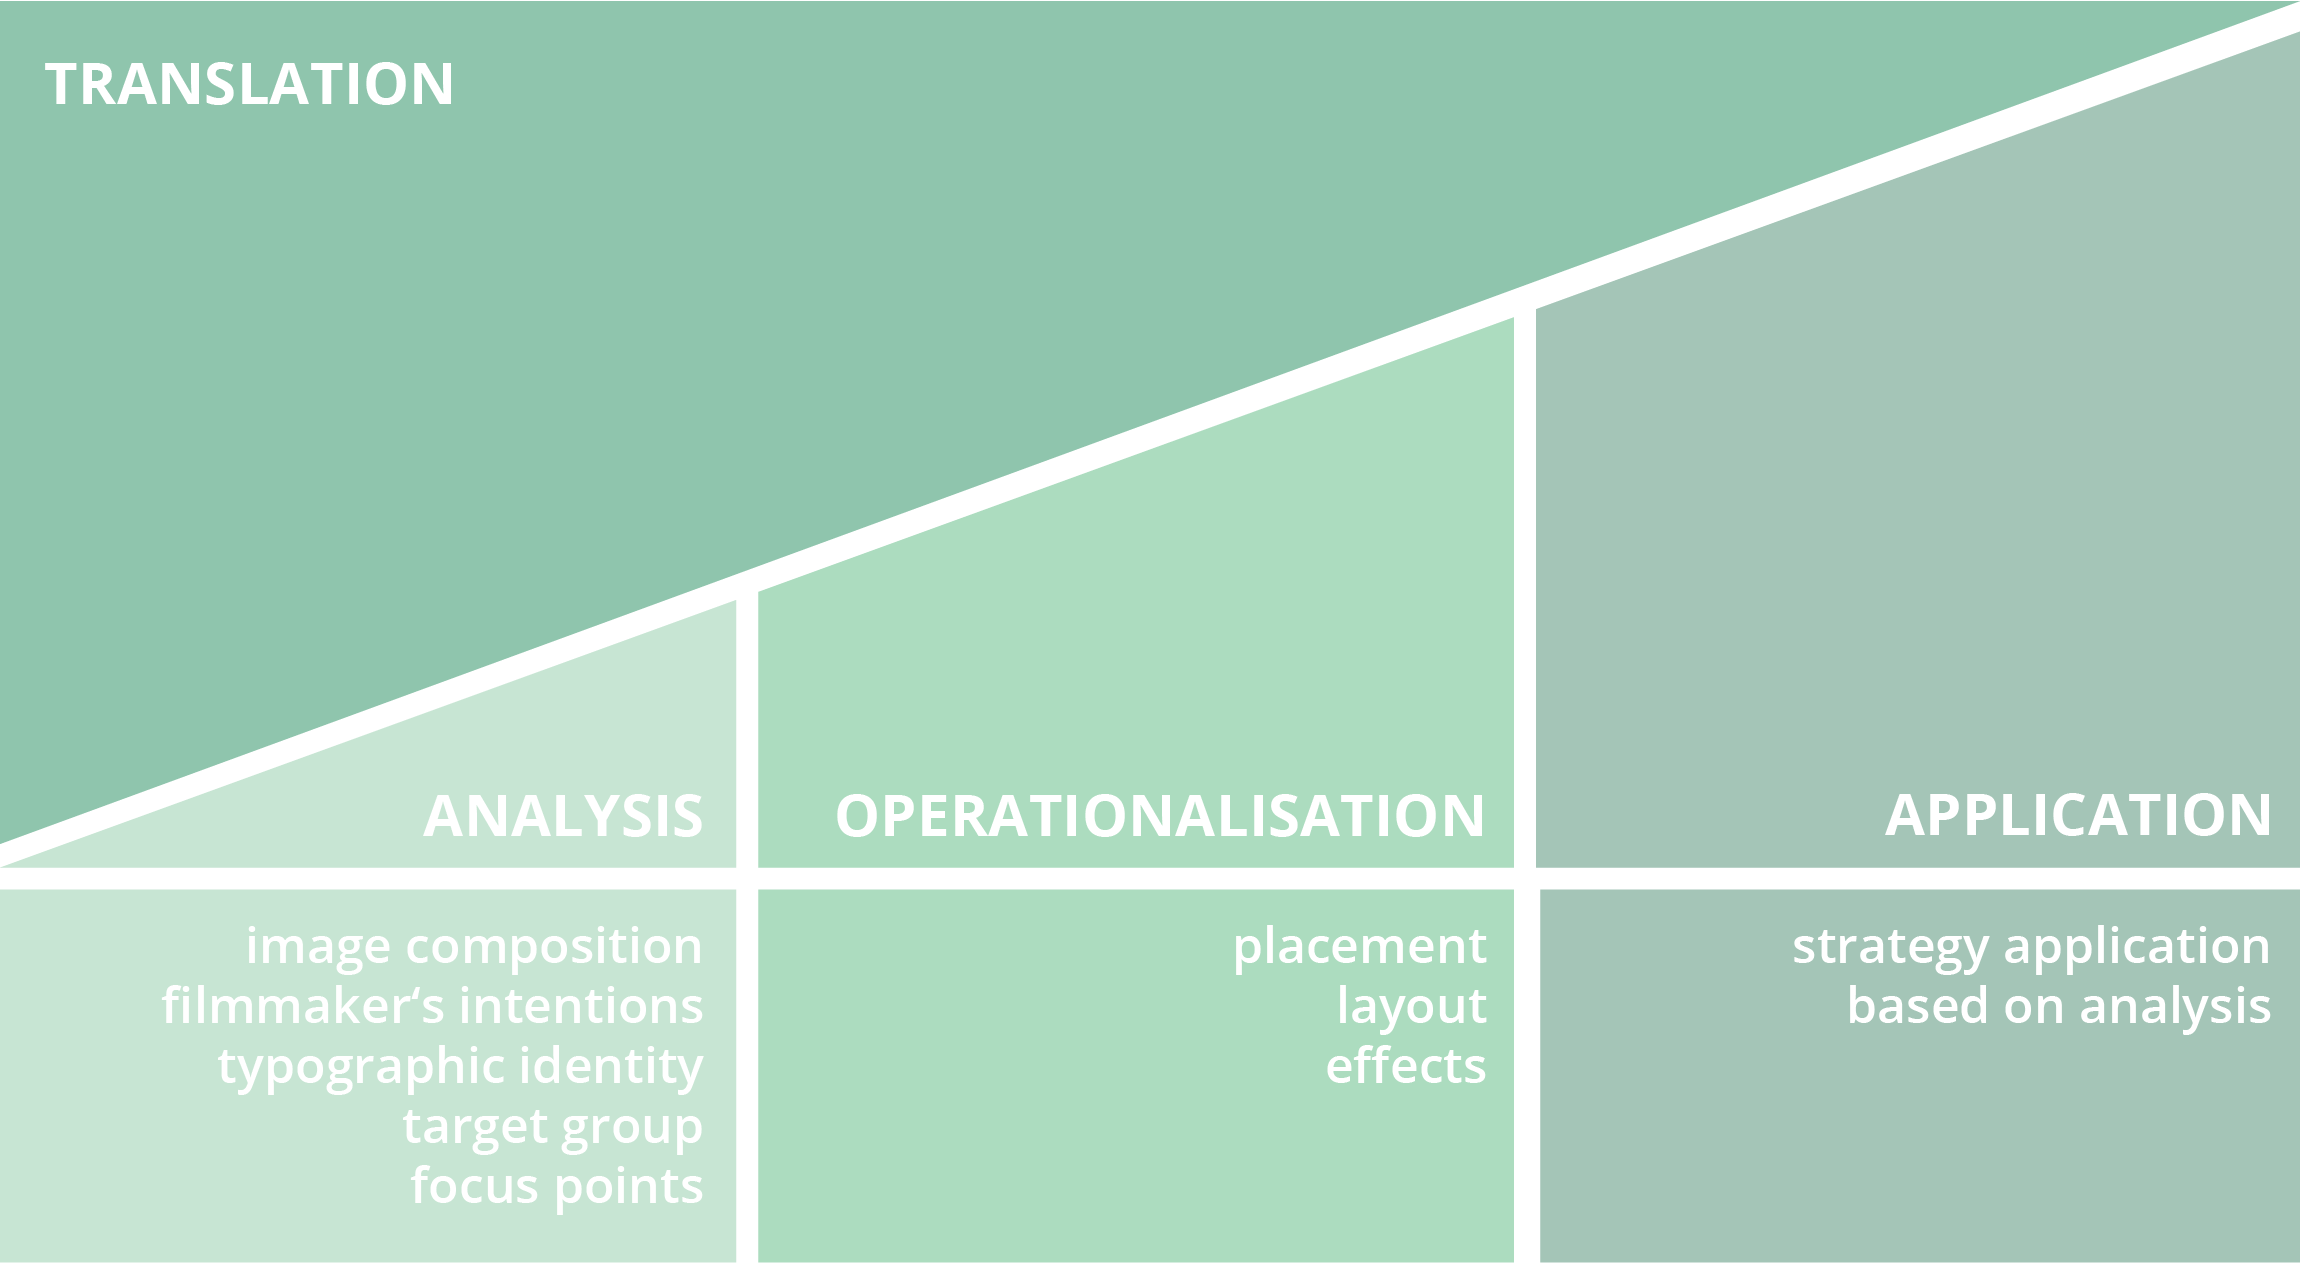 TRANSLATION
ANALYSIS
OPERATIONALISATION
APPLICATION
image composition
filmmaker‘s intentions
typographic identity
target group
focus points
placement
layout
effects
strategy application
based on analysis